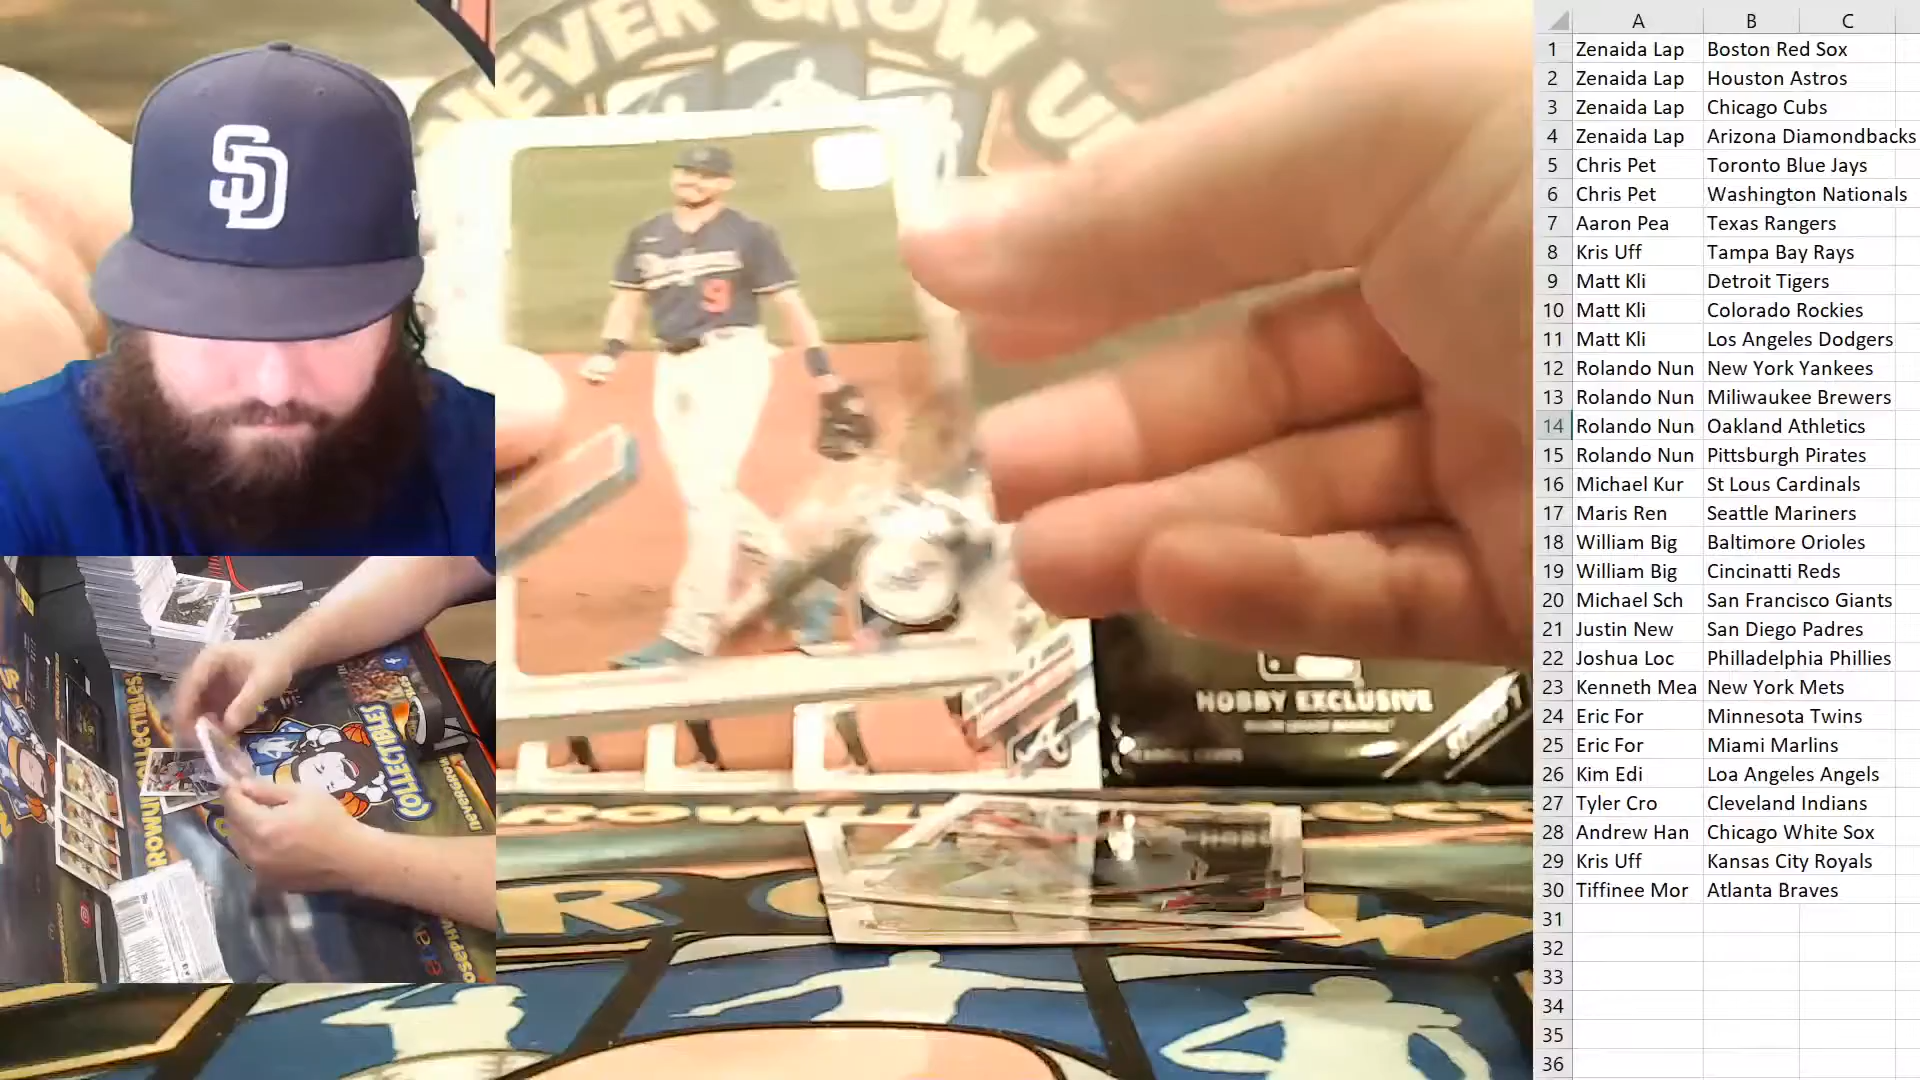 NEVER GROW U
SD
Dodgers
9
HOBBY EXCLUSIVE
COLLECTIBLES
COLLECTIBLES
A B C
1 Zenaida Lap Boston Red Sox
2 Zenaida Lap Houston Astros
3 Zenaida Lap Chicago Cubs
4 Zenaida Lap Arizona Diamondbacks
5 Chris Pet Toronto Blue Jays
6 Chris Pet Washington Nationals
7 Aaron Pea Texas Rangers
8 Kris Uff Tampa Bay Rays
9 Matt Kli Detroit Tigers
10 Matt Kli Colorado Rockies
11 Matt Kli Los Angeles Dodgers
12 Rolando Nun New York Yankees
13 Rolando Nun Miliwaukee Brewers
14 Rolando Nun Oakland Athletics
15 Rolando Nun Pittsburgh Pirates
16 Michael Kur St Lous Cardinals
17 Maris Ren Seattle Mariners
18 William Big Baltimore Orioles
19 William Big Cincinatti Reds
20 Michael Sch San Francisco Giants
21 Justin New San Diego Padres
22 Joshua Loc Philladelphia Phillies
23 Kenneth Mea New York Mets
24 Eric For Minnesota Twins
25 Eric For Miami Marlins
26 Kim Edi Loa Angeles Angels
27 Tyler Cro Cleveland Indians
28 Andrew Han Chicago White Sox
29 Kris Uff Kansas City Royals
30 Tiffinee Mor Atlanta Braves
31
32
33
34
35
36